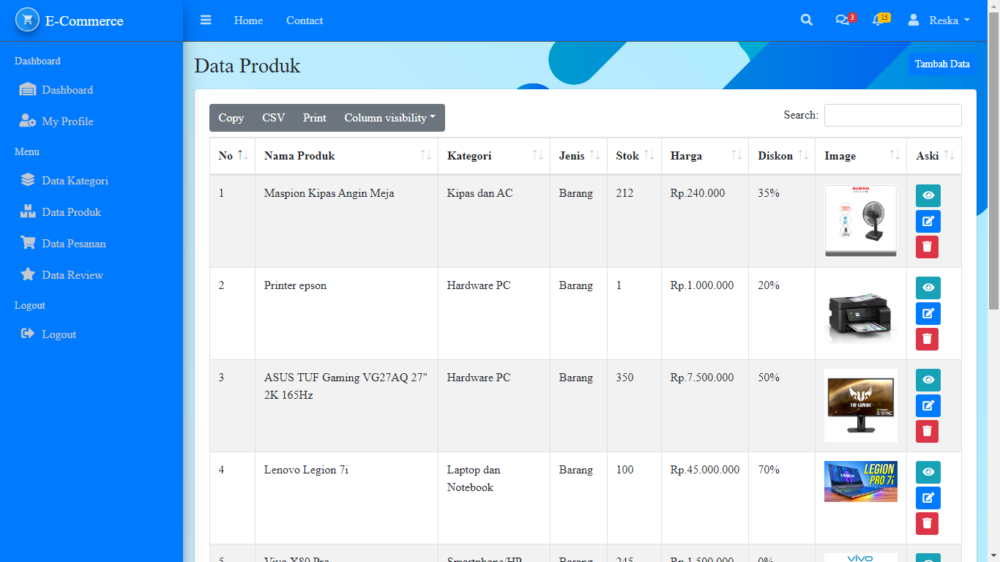 E-Commerce
Home
Contact
3
15
Reska
Dashboard
Dashboard
My Profile
Menu
Data Kategori
Data Produk
Data Pesanan
Data Review
Logout
Logout
Data Produk
Tambah Data
Copy CSV Print Column visibility
Search:
No Nama Produk Kategori Jenis Stok Harga Diskon Image Aski
1 Maspion Kipas Angin Meja Kipas dan AC Barang 212 Rp.240.000 35%
MASPION
2 Printer epson Hardware PC Barang 1 Rp.1.000.000 20%
3 ASUS TUF Gaming VG27AQ 27" Hardware PC Barang 350 Rp.7.500.000 50%
2K 165Hz
TUF GAMING
G-SYNC
4 Lenovo Legion 7i Laptop dan Barang 100 Rp.45.000.000 70%
Notebook
LEGION
PRO 7i
5 Vivo X80 Pro Smartphone/HP Barang 245 Rp.1.500.000 0%
vivo